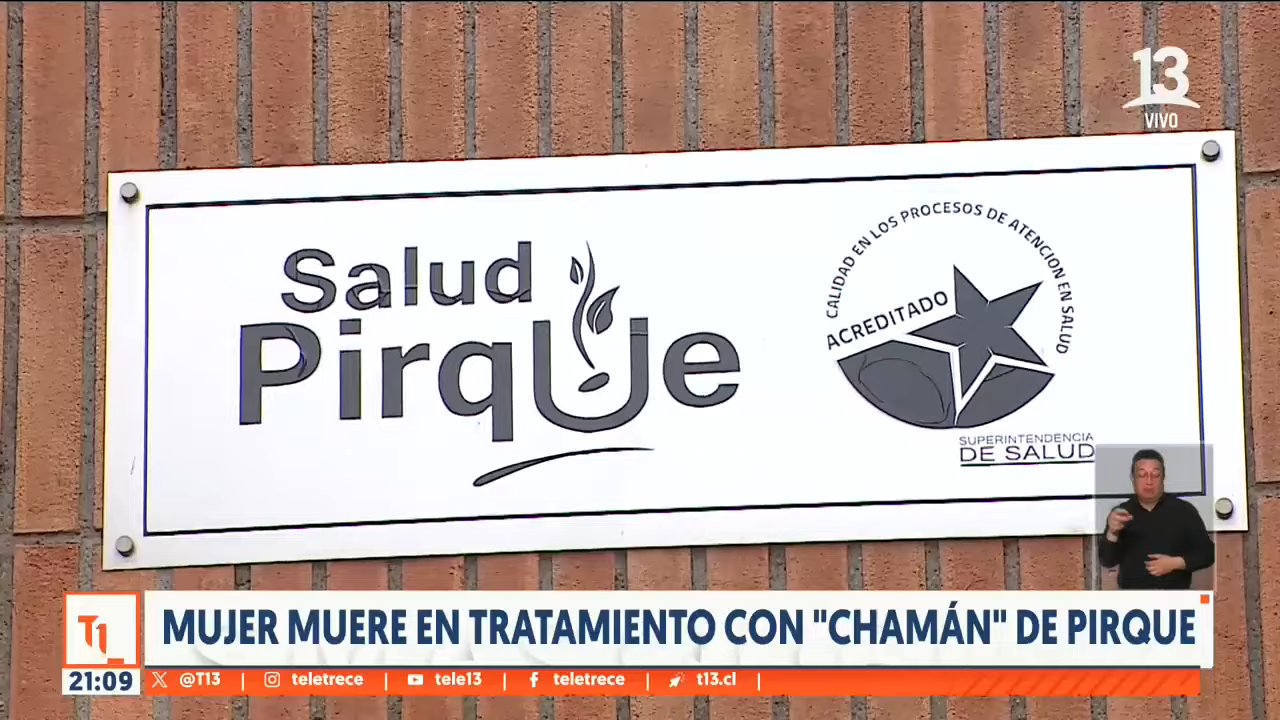 13
VIVO
Salud
Pirque
CALIDAD EN LOS PROCESOS DE ATENCION EN SALUD
ACREDITADO
SUPERINTENDENCIA
DE SALUD
T13
MUJER MUERE EN TRATAMIENTO CON "CHAMÁN" DE PIRQUE
21:09 @T13 | teletrece | tele13 | teletrece | t13.cl |